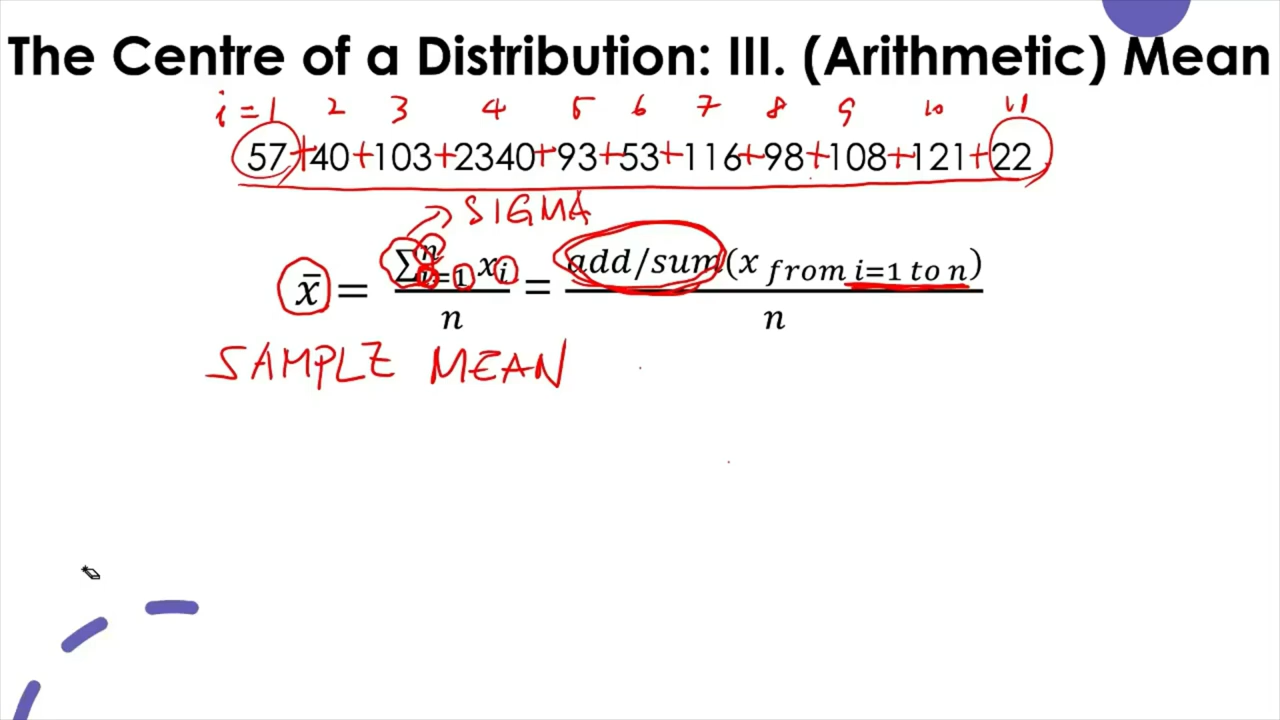 The Centre of a Distribution: III. (Arithmetic) Mean
i = 1 2 3 4 5 6 7 8 9 10 11
57+40+103+2340+93+53+116+98+108+121+22
SIGMA
x̄ = ∑ⁿᵢ₌₁ xᵢ / n = add/sum(x from i=1 to n) / n
SAMPLE MEAN